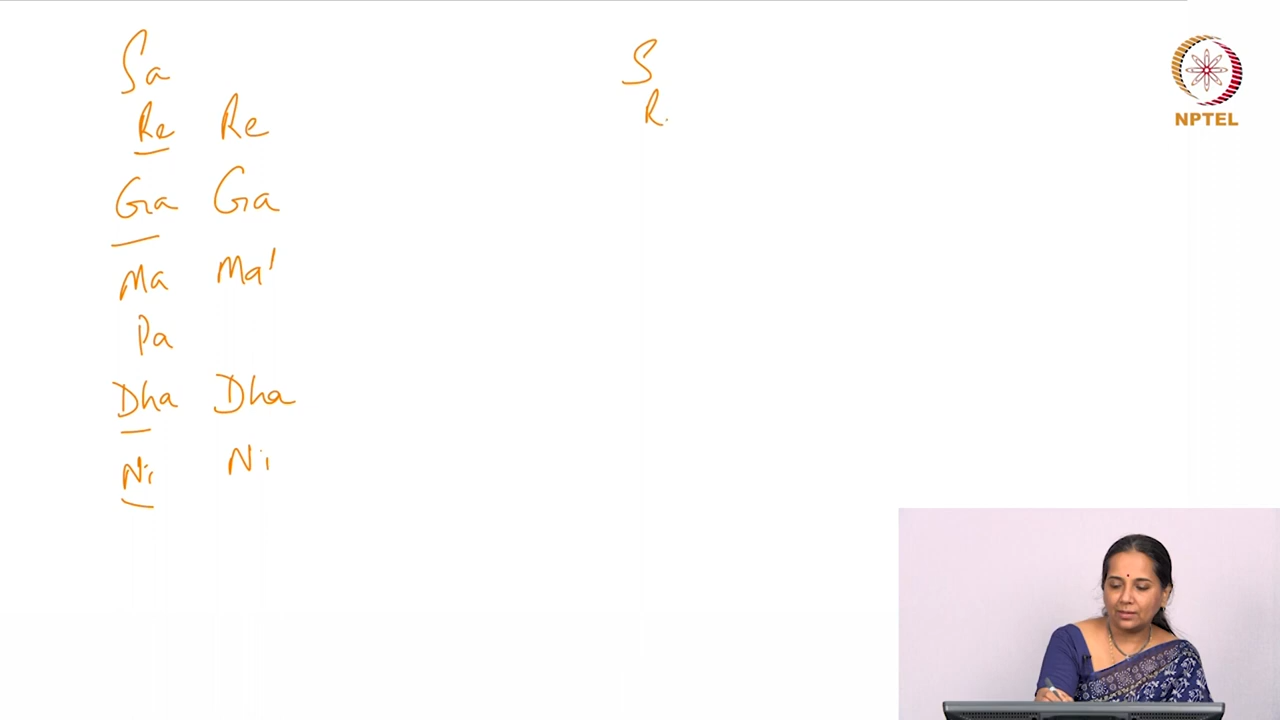 Sa
Re Re
Ga Ga
Ma Ma'
Pa
Dha Dha
Ni Ni
S
R.
NPTEL